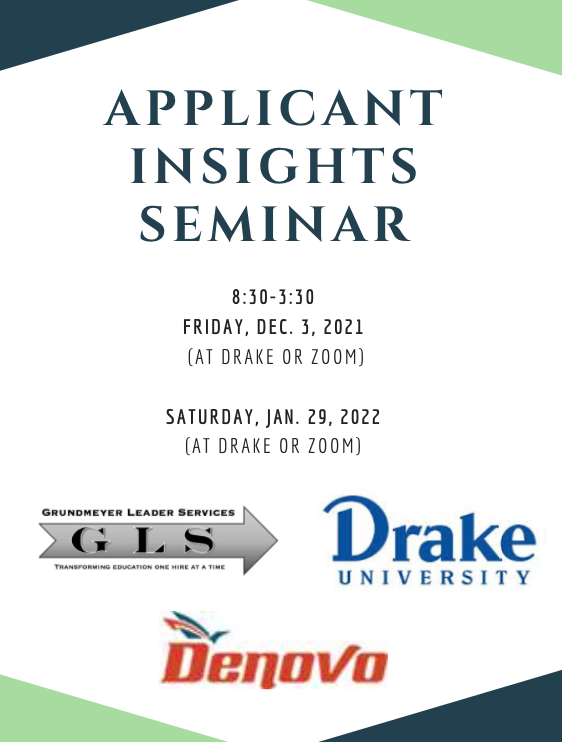 APPLICANT
INSIGHTS
SEMINAR
8:30-3:30
FRIDAY, DEC. 3, 2021
(AT DRAKE OR ZOOM)
SATURDAY, JAN. 29, 2022
(AT DRAKE OR ZOOM)
GRUNDMEYER LEADER SERVICES
GLS
TRANSFORMING EDUCATION ONE HIRE AT A TIME
Drake
UNIVERSITY
Denovo